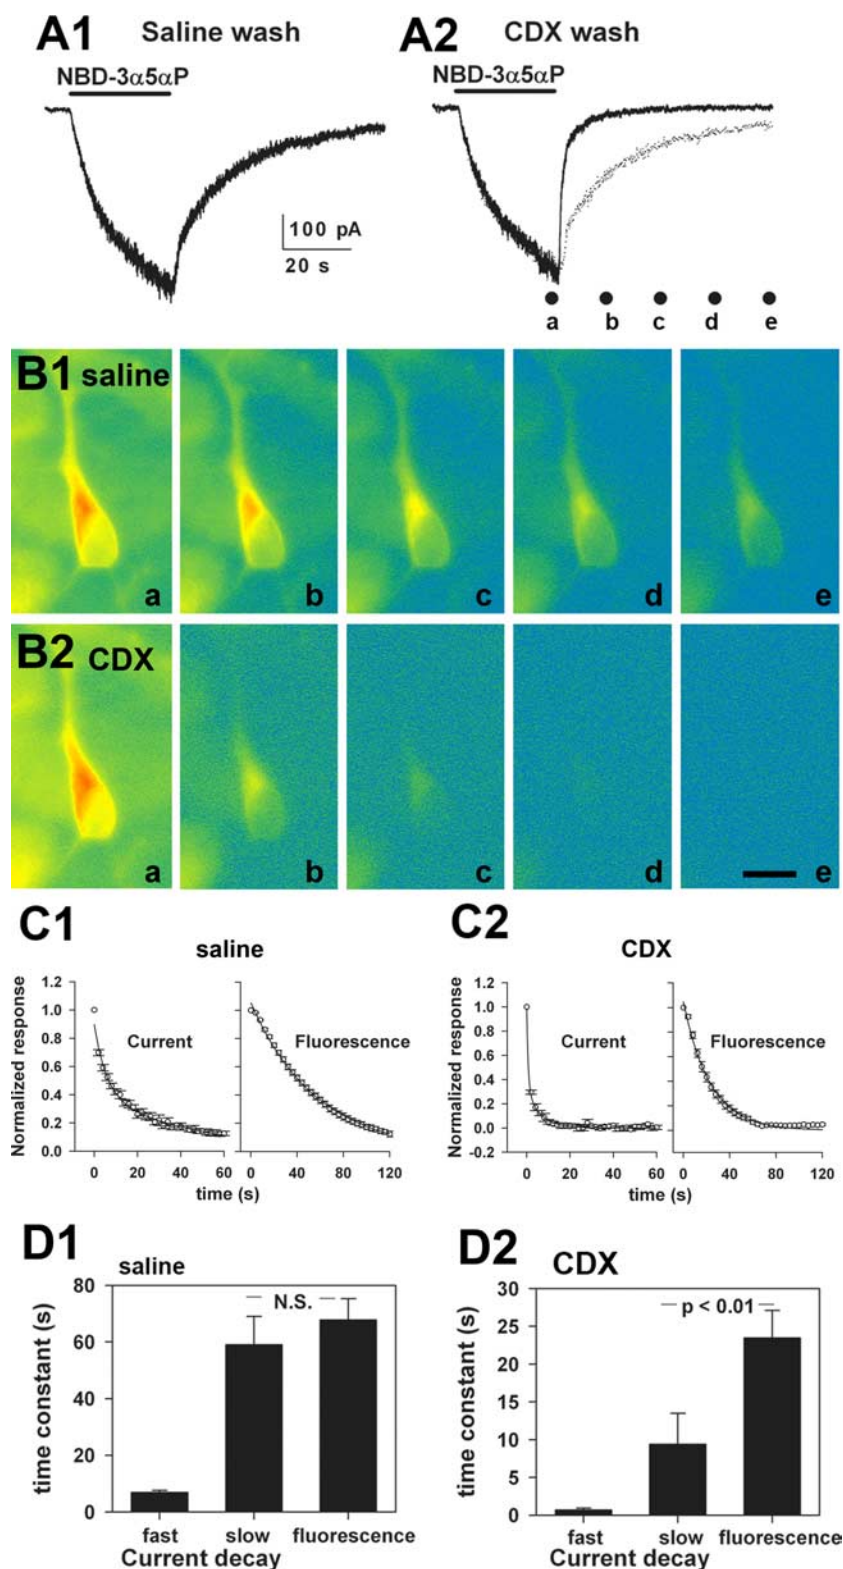 A1 Saline wash
A2 CDX wash
NBD-3α5αP
NBD-3α5αP
100 pA
20 s
a b c d e
B1 saline
a b c d e
B2 CDX
a b c d e
C1
saline
Normalized response
1.2
1.0
0.8
0.6
0.4
0.2
0.0
Current
Fluorescence
0 20 40 60
0 40 80 120
time (s)
C2
CDX
Normalized response
1.2
1.0
0.8
0.6
0.4
0.2
0.0
-0.2
Current
Fluorescence
0 20 40 60
0 40 80 120
time (s)
D1
saline
time constant (s)
80
60
40
20
0
N.S.
fast slow fluorescence
Current decay
D2
CDX
time constant (s)
30
25
20
15
10
5
0
p < 0.01
fast slow fluorescence
Current decay